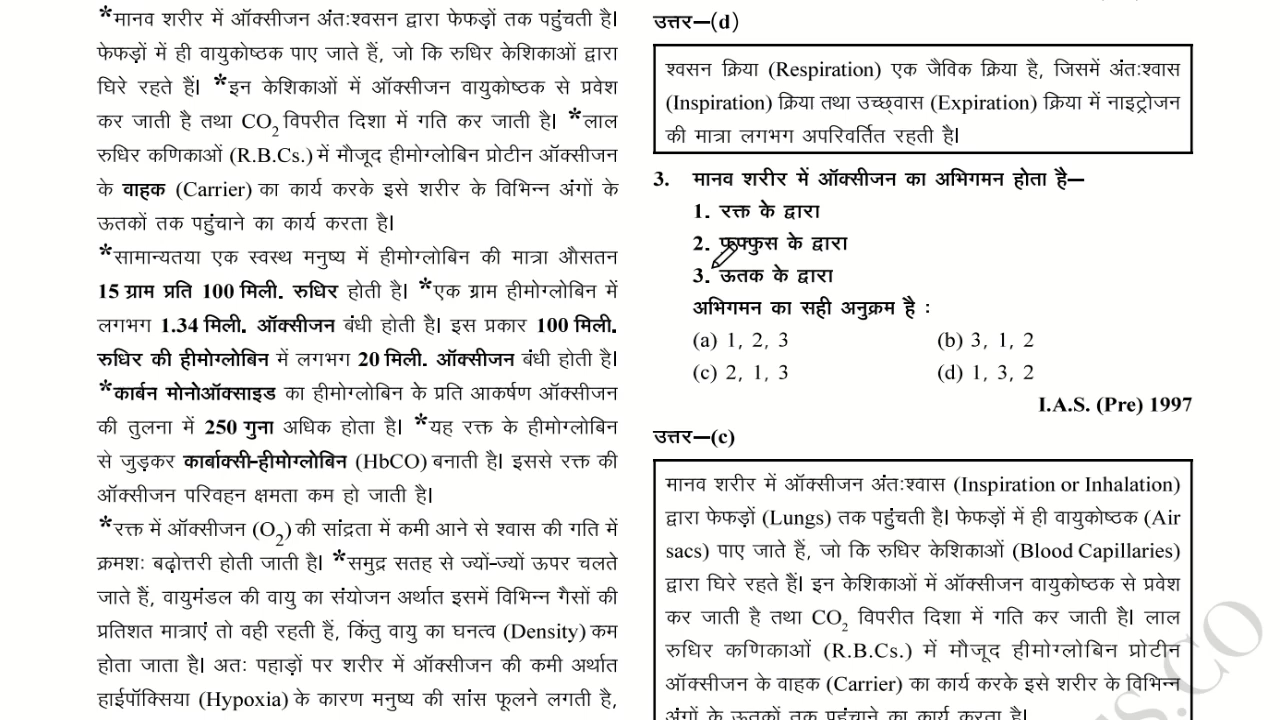 *मानव शरीर में ऑक्सीजन अंतःश्वसन द्वारा फेफड़ों तक पहुंचती है।
फेफड़ों में ही वायुकोष्ठक पाए जाते हैं, जो कि रुधिर केशिकाओं द्वारा
घिरे रहते हैं। *इन केशिकाओं में ऑक्सीजन वायुकोष्ठक से प्रवेश
कर जाती है तथा CO2 विपरीत दिशा में गति कर जाती है। *लाल
रुधिर कणिकाओं (R.B.Cs.) में मौजूद हीमोग्लोबिन प्रोटीन ऑक्सीजन
के वाहक (Carrier) का कार्य करके इसे शरीर के विभिन्न अंगों के
ऊतकों तक पहुंचाने का कार्य करता है।
*सामान्यतया एक स्वस्थ मनुष्य में हीमोग्लोबिन की मात्रा औसतन
15 ग्राम प्रति 100 मिली. रुधिर होती है। *एक ग्राम हीमोग्लोबिन में
लगभग 1.34 मिली. ऑक्सीजन बंधी होती है। इस प्रकार 100 मिली.
रुधिर की हीमोग्लोबिन में लगभग 20 मिली. ऑक्सीजन बंधी होती है।
*कार्बन मोनोऑक्साइड का हीमोग्लोबिन के प्रति आकर्षण ऑक्सीजन
की तुलना में 250 गुना अधिक होता है। *यह रक्त के हीमोग्लोबिन
से जुड़कर कार्बाक्सी-हीमोग्लोबिन (HbCO) बनाती है। इससे रक्त की
ऑक्सीजन परिवहन क्षमता कम हो जाती है।
*रक्त में ऑक्सीजन (O2) की सांद्रता में कमी आने से श्वास की गति में
क्रमशः बढ़ोत्तरी होती जाती है। *समुद्र सतह से ज्यों-ज्यों ऊपर चलते
जाते हैं, वायुमंडल की वायु का संयोजन अर्थात इसमें विभिन्न गैसों की
प्रतिशत मात्राएं तो वही रहती हैं, किंतु वायु का घनत्व (Density) कम
होता जाता है। अतः पहाड़ों पर शरीर में ऑक्सीजन की कमी अर्थात
हाईपॉक्सिया (Hypoxia) के कारण मनुष्य की सांस फूलने लगती है,
उत्तर—(d)
श्वसन क्रिया (Respiration) एक जैविक क्रिया है, जिसमें अंतःश्वास
(Inspiration) क्रिया तथा उच्छ्वास (Expiration) क्रिया में नाइट्रोजन
की मात्रा लगभग अपरिवर्तित रहती है।
3. मानव शरीर में ऑक्सीजन का अभिगमन होता है—
1. रक्त के द्वारा
2. फुफ्फुस के द्वारा
3. ऊतक के द्वारा
अभिगमन का सही अनुक्रम है :
(a) 1, 2, 3 (b) 3, 1, 2
(c) 2, 1, 3 (d) 1, 3, 2
I.A.S. (Pre) 1997
उत्तर—(c)
मानव शरीर में ऑक्सीजन अंतःश्वास (Inspiration or Inhalation)
द्वारा फेफड़ों (Lungs) तक पहुंचती है। फेफड़ों में ही वायुकोष्ठक (Air
sacs) पाए जाते हैं, जो कि रुधिर केशिकाओं (Blood Capillaries)
द्वारा घिरे रहते हैं। इन केशिकाओं में ऑक्सीजन वायुकोष्ठक से प्रवेश
कर जाती है तथा CO2 विपरीत दिशा में गति कर जाती है। लाल
रुधिर कणिकाओं (R.B.Cs.) में मौजूद हीमोग्लोबिन प्रोटीन
ऑक्सीजन के वाहक (Carrier) का कार्य करके इसे शरीर के विभिन्न
अंगों के ऊतकों तक पहुंचाने का कार्य करता है।
s.CO